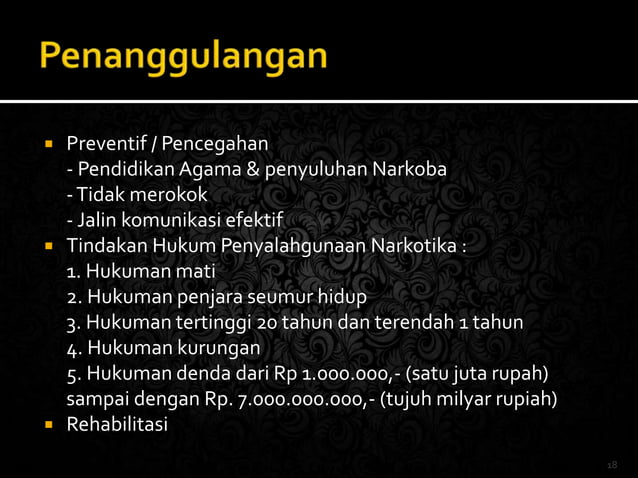 Penanggulangan
Preventif / Pencegahan
- Pendidikan Agama & penyuluhan Narkoba
- Tidak merokok
- Jalin komunikasi efektif
Tindakan Hukum Penyalahgunaan Narkotika :
1. Hukuman mati
2. Hukuman penjara seumur hidup
3. Hukuman tertinggi 20 tahun dan terendah 1 tahun
4. Hukuman kurungan
5. Hukuman denda dari Rp 1.000.000,- (satu juta rupah)
sampai dengan Rp. 7.000.000.000,- (tujuh milyar rupiah)
Rehabilitasi
18